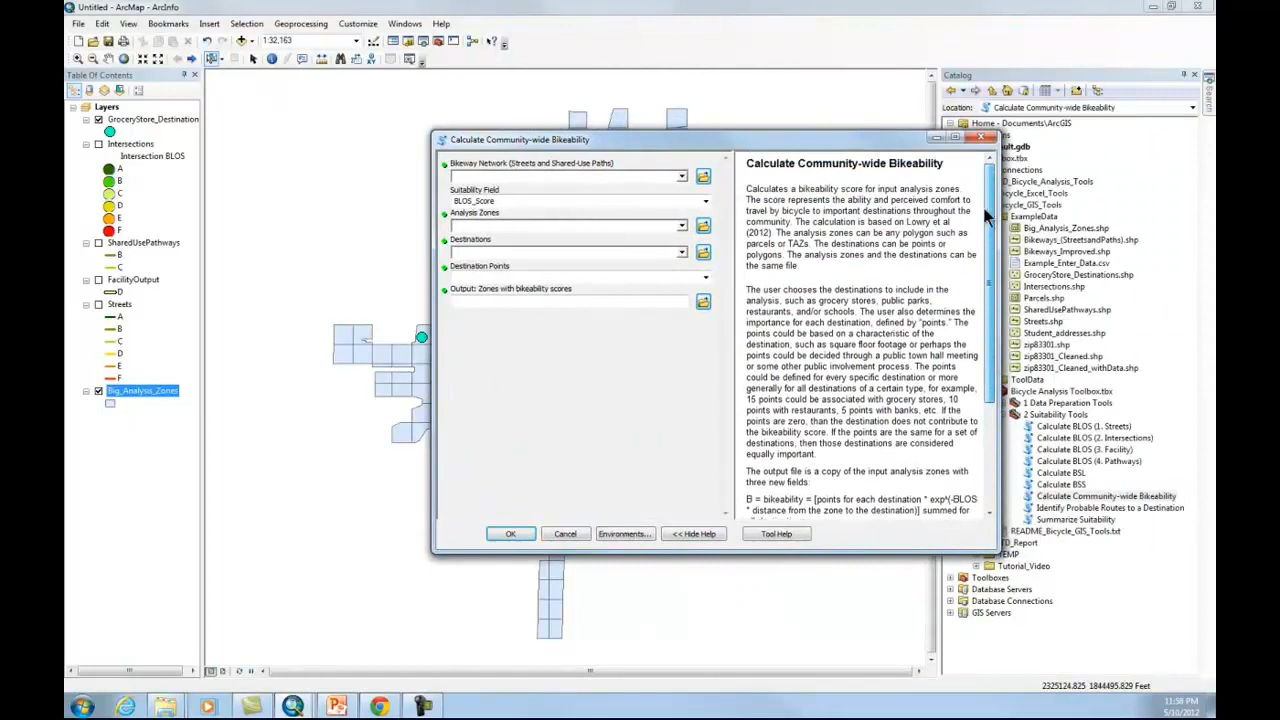 Untitled - ArcMap - ArcInfo
File Edit View Bookmarks Insert Selection Geoprocessing Customize Windows Help
1:32,163
Table Of Contents
Layers
GroceryStore_Destination
Intersections
Intersection BLOS
A
B
C
D
E
F
SharedUsePathways
B
C
FacilityOutput
D
Streets
A
B
C
D
E
F
Big_Analysis_Zones
Calculate Community-wide Bikeability
Bikeway Network (Streets and Shared-Use Paths)
Suitability Field
BLOS_Score
Analysis Zones
Destinations
Destination Points
Output: Zones with bikeability scores
OK Cancel Environments... << Hide Help Tool Help
Calculate Community-wide Bikeability
Calculates a bikeability score for input analysis zones.
The score represents the ability and perceived comfort to
travel by bicycle to important destinations throughout the
community. The calculation is based on Lowry et al
(2012). The analysis zones can be any polygon such as
parcels or TAZs. The destinations can be points or
polygons. The analysis zones and the destinations can be
the same file.
The user chooses the destinations to include in the
analysis, such as grocery stores, public parks,
restaurants, and/or schools. The user also determines the
importance for each destination, defined by "points." The
points could be based on a characteristic of the
destination, such as square floor footage or perhaps the
points could be decided through a public town hall meeting
or some other public involvement process. The points
could be defined for every specific destination or more
generally for all destinations of a certain type, for example,
15 points could be associated with grocery stores, 10
points with restaurants, 5 points with banks, etc. If the
points are zero, than the destination does not contribute to
the bikeability score. If the points are the same for a set of
destinations, then those destinations are considered
equally important.
The output file is a copy of the input analysis zones with
three new fields:
B = bikeability = [points for each destination * exp^(-BLOS
* distance from the zone to the destination)] summed for
Catalog
Location: Calculate Community-wide Bikeability
Home - Documents\ArcGIS
ns
ult.gdb
box.tbx
onnections
D_Bicycle_Analysis_Tools
icycle_Excel_Tools
icycle_GIS_Tools
ExampleData
Big_Analysis_Zones.shp
Bikeways_(StreetsandPaths).shp
Bikeways_Improved.shp
Example_Enter_Data.csv
GroceryStore_Destinations.shp
Intersections.shp
Parcels.shp
SharedUsePathways.shp
Streets.shp
Student_addresses.shp
zip83301.shp
zip83301_Cleaned.shp
zip83301_Cleaned_withData.shp
ToolData
Bicycle Analysis Toolbox.tbx
1 Data Preparation Tools
2 Suitability Tools
Calculate BLOS (1. Streets)
Calculate BLOS (2. Intersections)
Calculate BLOS (3. Facility)
Calculate BLOS (4. Pathways)
Calculate BSL
Calculate BSS
Calculate Community-wide Bikeability
Identify Probable Routes to a Destination
Summarize Suitability
README_Bicycle_GIS_Tools.txt
TD_Report
TEMP
Tutorial_Video
Toolboxes
Database Servers
Database Connections
GIS Servers
Search
2325124.825 1844495.829 Feet
11:58 PM
5/10/2012